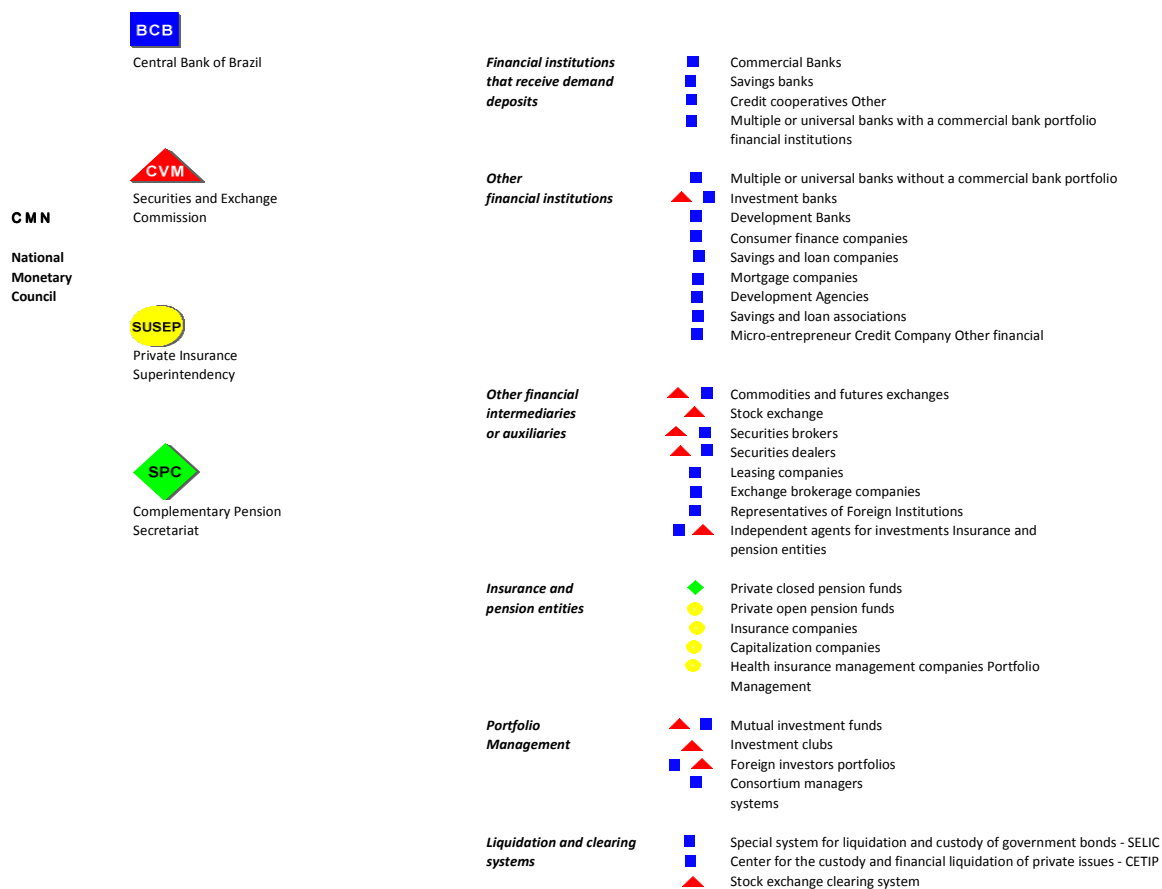 BCB
Central Bank of Brazil
CVM
Securities and Exchange
Commission
C M N
National
Monetary
Council
SUSEP
Private Insurance
Superintendency
SPC
Complementary Pension
Secretariat
Financial institutions
that receive demand
deposits
Commercial Banks
Savings banks
Credit cooperatives Other
Multiple or universal banks with a commercial bank portfolio
financial institutions
Other
financial institutions
Multiple or universal banks without a commercial bank portfolio
Investment banks
Development Banks
Consumer finance companies
Savings and loan companies
Mortgage companies
Development Agencies
Savings and loan associations
Micro-entrepreneur Credit Company Other financial
Other financial
intermediaries
or auxiliaries
Commodities and futures exchanges
Stock exchange
Securities brokers
Securities dealers
Leasing companies
Exchange brokerage companies
Representatives of Foreign Institutions
Independent agents for investments Insurance and
pension entities
Insurance and
pension entities
Private closed pension funds
Private open pension funds
Insurance companies
Capitalization companies
Health insurance management companies Portfolio
Management
Portfolio
Management
Mutual investment funds
Investment clubs
Foreign investors portfolios
Consortium managers
systems
Liquidation and clearing
systems
Special system for liquidation and custody of government bonds - SELIC
Center for the custody and financial liquidation of private issues - CETIP
Stock exchange clearing system